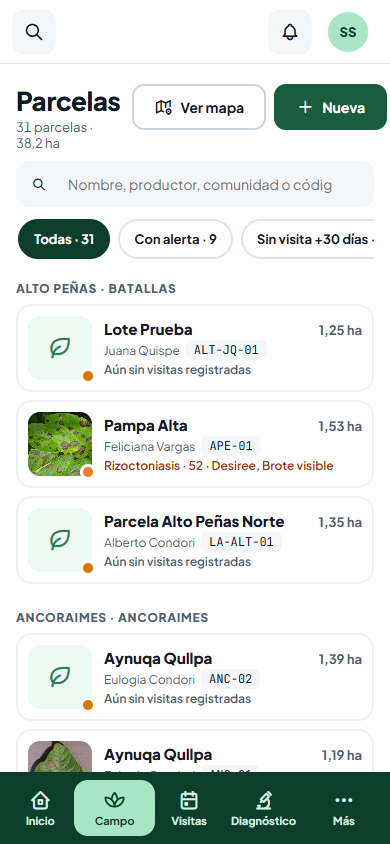 SS
Parcelas
31 parcelas ·
38,2 ha
Ver mapa
Nueva
Nombre, productor, comunidad o códig
Todas · 31
Con alerta · 9
Sin visita +30 días ·
ALTO PEÑAS · BATALLAS
Lote Prueba
1,25 ha
Juana Quispe ALT-JQ-01
Aún sin visitas registradas
Pampa Alta
1,53 ha
Feliciana Vargas APE-01
Rizoctoniasis · 52 · Desiree, Brote visible
Parcela Alto Peñas Norte
1,35 ha
Alberto Condori LA-ALT-01
Aún sin visitas registradas
ANCORAIMES · ANCORAIMES
Aynuqa Qullpa
1,39 ha
Eulogia Condori ANC-02
Aún sin visitas registradas
Aynuqa Qullpa
1,19 ha
Inicio
Campo
Visitas
Diagnóstico
Más